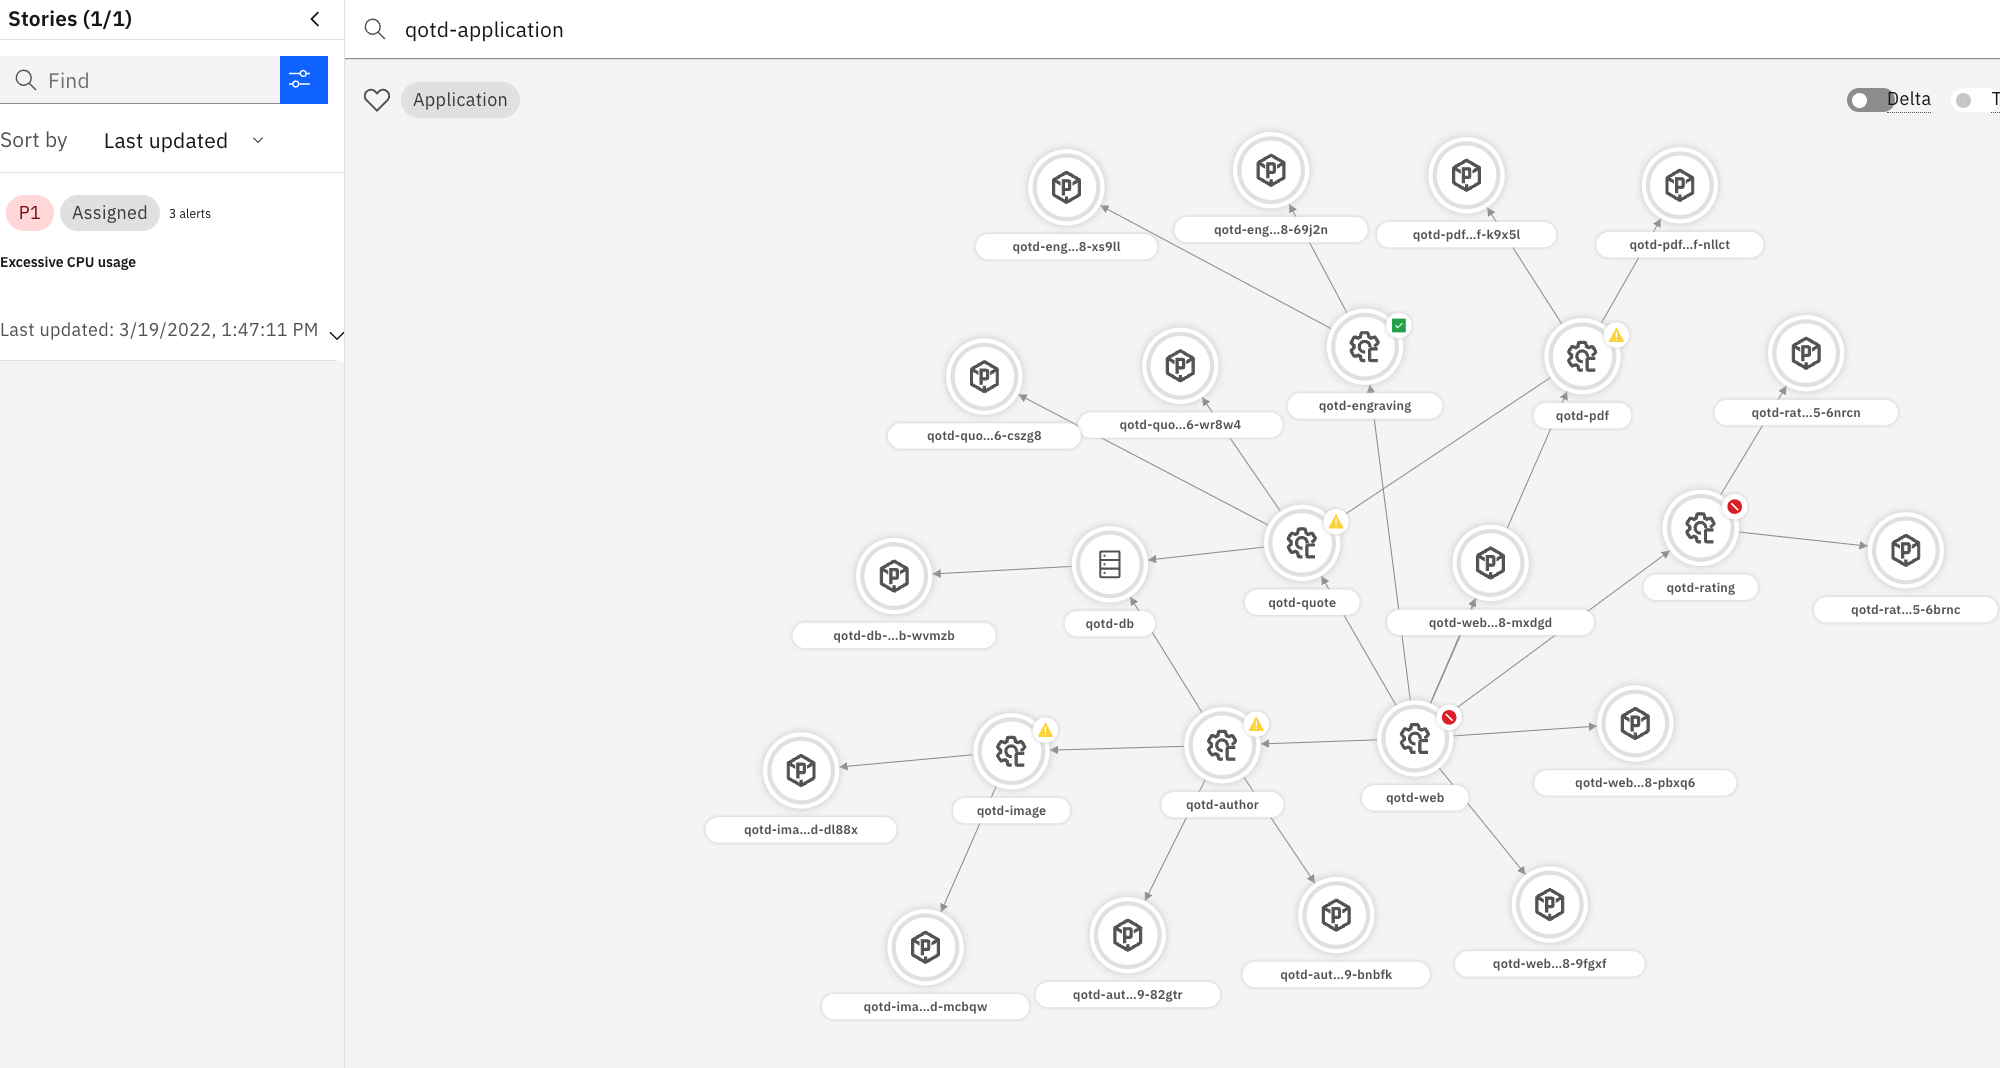 Stories (1/1)
Find
Sort by Last updated
P1 Assigned 3 alerts
Excessive CPU usage
Last updated: 3/19/2022, 1:47:11 PM
qotd-application
Application
Delta
T
qotd-eng...8-xs9ll
qotd-eng...8-69j2n
qotd-pdf...f-k9x5l
qotd-pdf...f-nllct
qotd-quo...6-cszg8
qotd-quo...6-wr8w4
qotd-engraving
qotd-pdf
qotd-rat...5-6nrcn
qotd-db-...b-wvmzb
qotd-db
qotd-quote
qotd-web...8-mxdgd
qotd-rating
qotd-rat...5-6brnc
qotd-ima...d-dl88x
qotd-image
qotd-author
qotd-web
qotd-web...8-pbxq6
qotd-ima...d-mcbqw
qotd-aut...9-82gtr
qotd-aut...9-bnbfk
qotd-web...8-9fgxf